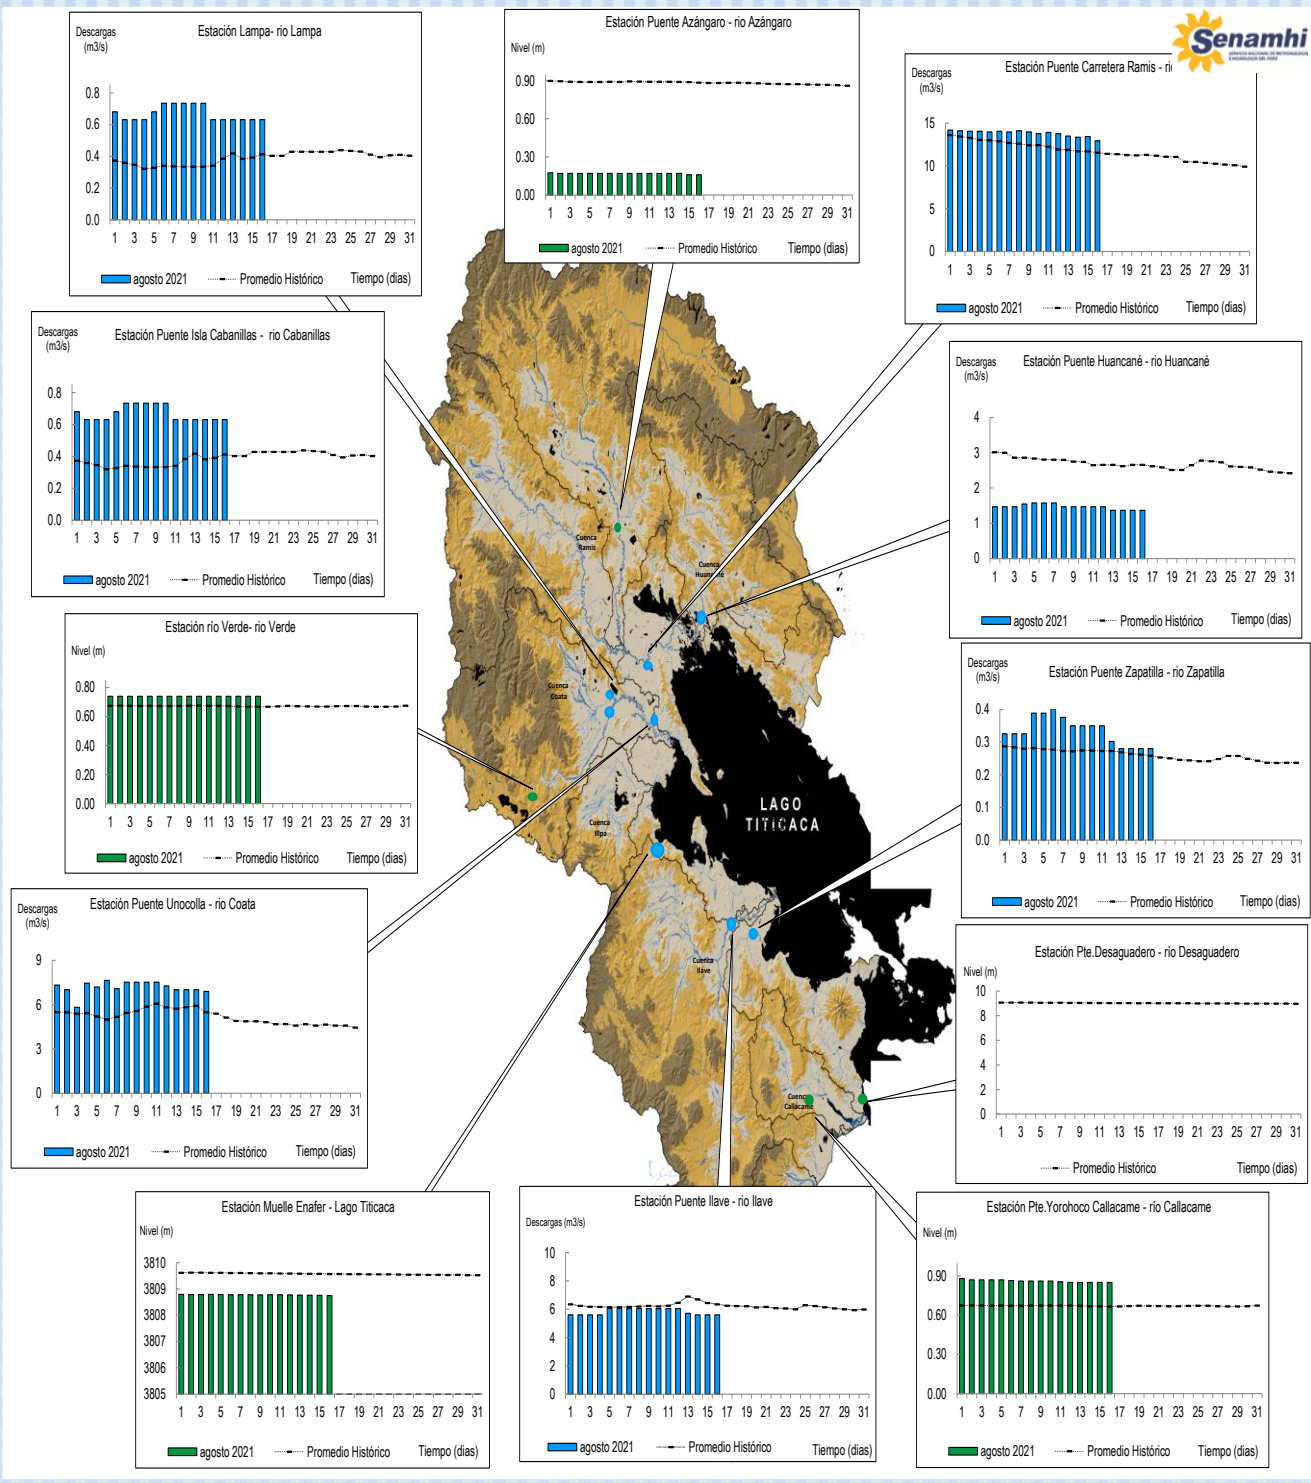 Senamhi
Estación Lampa- rio Lampa
Descargas
(m3/s)
0.8
0.6
0.4
0.2
0.0
1 3 5 7 9 11 13 15 17 19 21 23 25 27 29 31
agosto 2021 Promedio Histórico Tiempo (dias)
Estación Puente Azángaro - rio Azángaro
Nivel (m)
0.90
0.60
0.30
0.00
1 3 5 7 9 11 13 15 17 19 21 23 25 27 29 31
agosto 2021 Promedio Histórico Tiempo (dias)
Estación Puente Carretera Ramis -
Descargas
(m3/s)
15
10
5
0
1 3 5 7 9 11 13 15 17 19 21 23 25 27 29 31
agosto 2021 Promedio Histórico Tiempo (dias)
Estación Puente Isla Cabanillas - rio Cabanillas
Descargas
(m3/s)
0.8
0.6
0.4
0.2
0.0
1 3 5 7 9 11 13 15 17 19 21 23 25 27 29 31
agosto 2021 Promedio Histórico Tiempo (dias)
Estación Puente Huancané - rio Huancané
Descargas
(m3/s)
4
3
2
1
0
1 3 5 7 9 11 13 15 17 19 21 23 25 27 29 31
agosto 2021 Promedio Histórico Tiempo (dias)
Estación río Verde- rio Verde
Nivel (m)
0.80
0.60
0.40
0.20
0.00
1 3 5 7 9 11 13 15 17 19 21 23 25 27 29 31
agosto 2021 Promedio Histórico Tiempo (dias)
Estación Puente Zapatilla - rio Zapatilla
Descargas
(m3/s)
0.4
0.3
0.2
0.1
0.0
1 3 5 7 9 11 13 15 17 19 21 23 25 27 29 31
agosto 2021 Promedio Histórico Tiempo (dias)
Cuenca
Ramis
Cuenca
Huancané
Cuenca
Coata
LAGO
TITICACA
Cuenca
Illpa
Cuenca
Ilave
Cuenca
Callacame
Estación Puente Unocolla - rio Coata
Descargas
(m3/s)
9
6
3
0
1 3 5 7 9 11 13 15 17 19 21 23 25 27 29 31
agosto 2021 Promedio Histórico Tiempo (dias)
Estación Pte.Desaguadero - río Desaguadero
Nivel (m)
10
8
6
4
2
0
1 3 5 7 9 11 13 15 17 19 21 23 25 27 29 31
Promedio Histórico Tiempo (dias)
Estación Muelle Enafer - Lago Titicaca
Nivel (m)
3810
3809
3808
3807
3806
3805
1 3 5 7 9 11 13 15 17 19 21 23 25 27 29 31
agosto 2021 Promedio Histórico Tiempo (dias)
Estación Puente Ilave - rio Ilave
Descargas (m3/s)
10
8
6
4
2
0
1 3 5 7 9 11 13 15 17 19 21 23 25 27 29 31
agosto 2021 Promedio Histórico Tiempo (dias)
Estación Pte.Yorohoco Callacame - río Callacame
Nivel (m)
0.90
0.60
0.30
0.00
1 3 5 7 9 11 13 15 17 19 21 23 25 27 29 31
agosto 2021 Promedio Histórico Tiempo (dias)